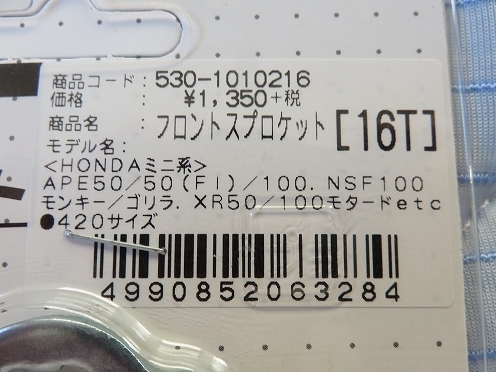 商品コード：530-1010216
価格　　：　¥1,350+税
商品名　：フロントスプロケット[16T]
モデル名：
<HONDAミニ系>
APE50/50(FI)/100. NSF100
モンキー/ゴリラ. XR50/100モタードetc
●420サイズ
4990852063284